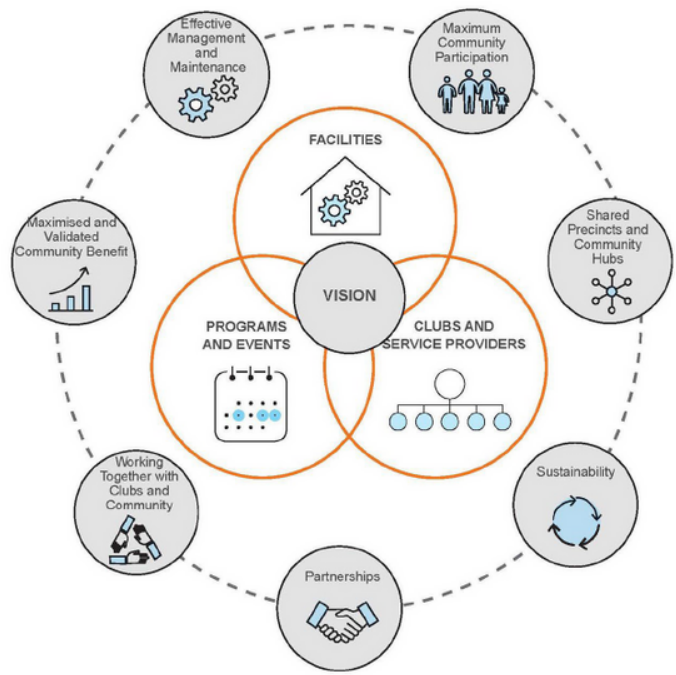 Effective
Management
and
Maintenance
Maximum
Community
Participation
FACILITIES
Maximised and
Validated
Community Benefit
Shared
Precincts and
Community
Hubs
VISION
PROGRAMS
AND EVENTS
CLUBS AND
SERVICE PROVIDERS
Working
Together with
Clubs and
Community
Sustainability
Partnerships